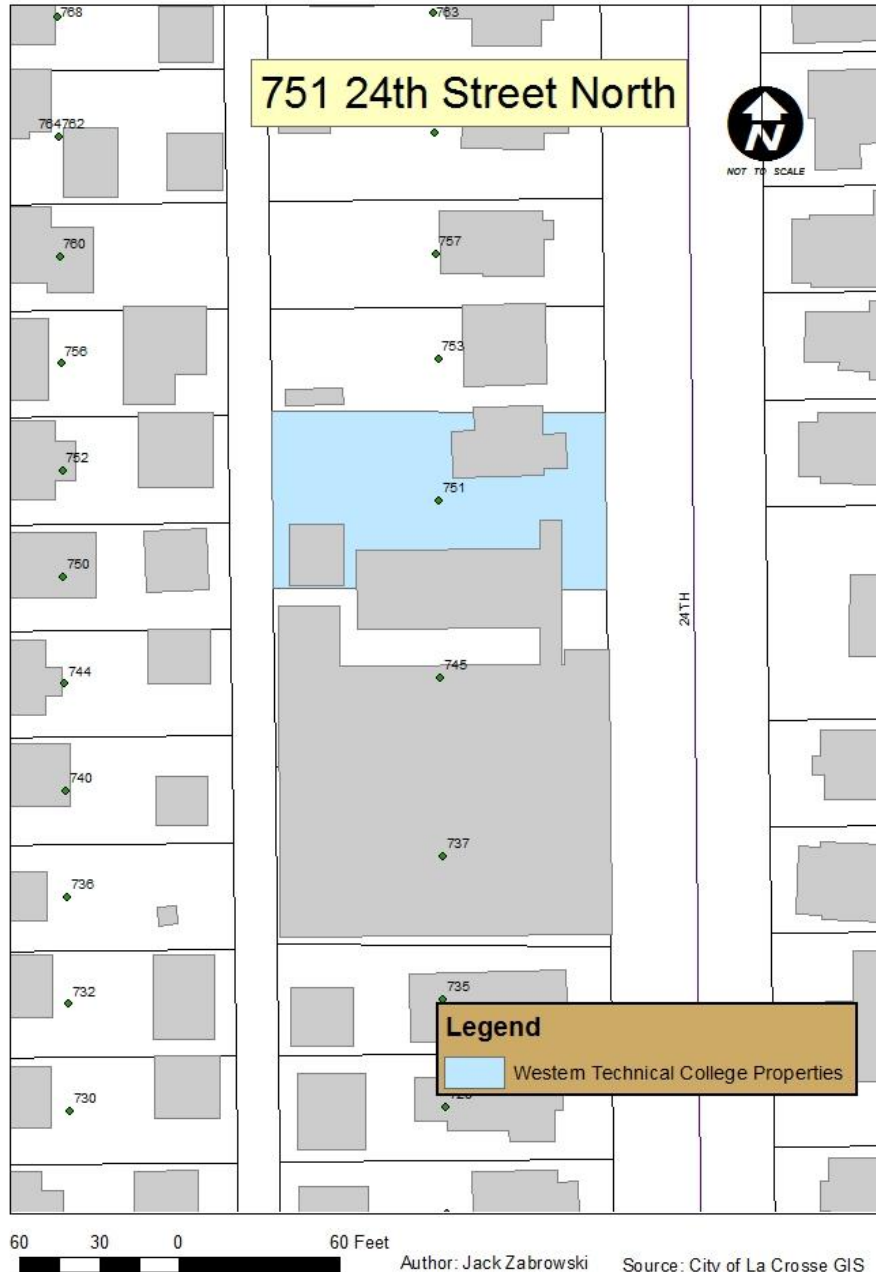 768
763
751 24th Street North
764762
N
NOT TO SCALE
760
757
756
753
752
751
750
24TH
744
745
740
737
736
732
735
Legend
Western Technical College Properties
730
60 30 0 60 Feet
Author: Jack Zabrowski Source: City of La Crosse GIS